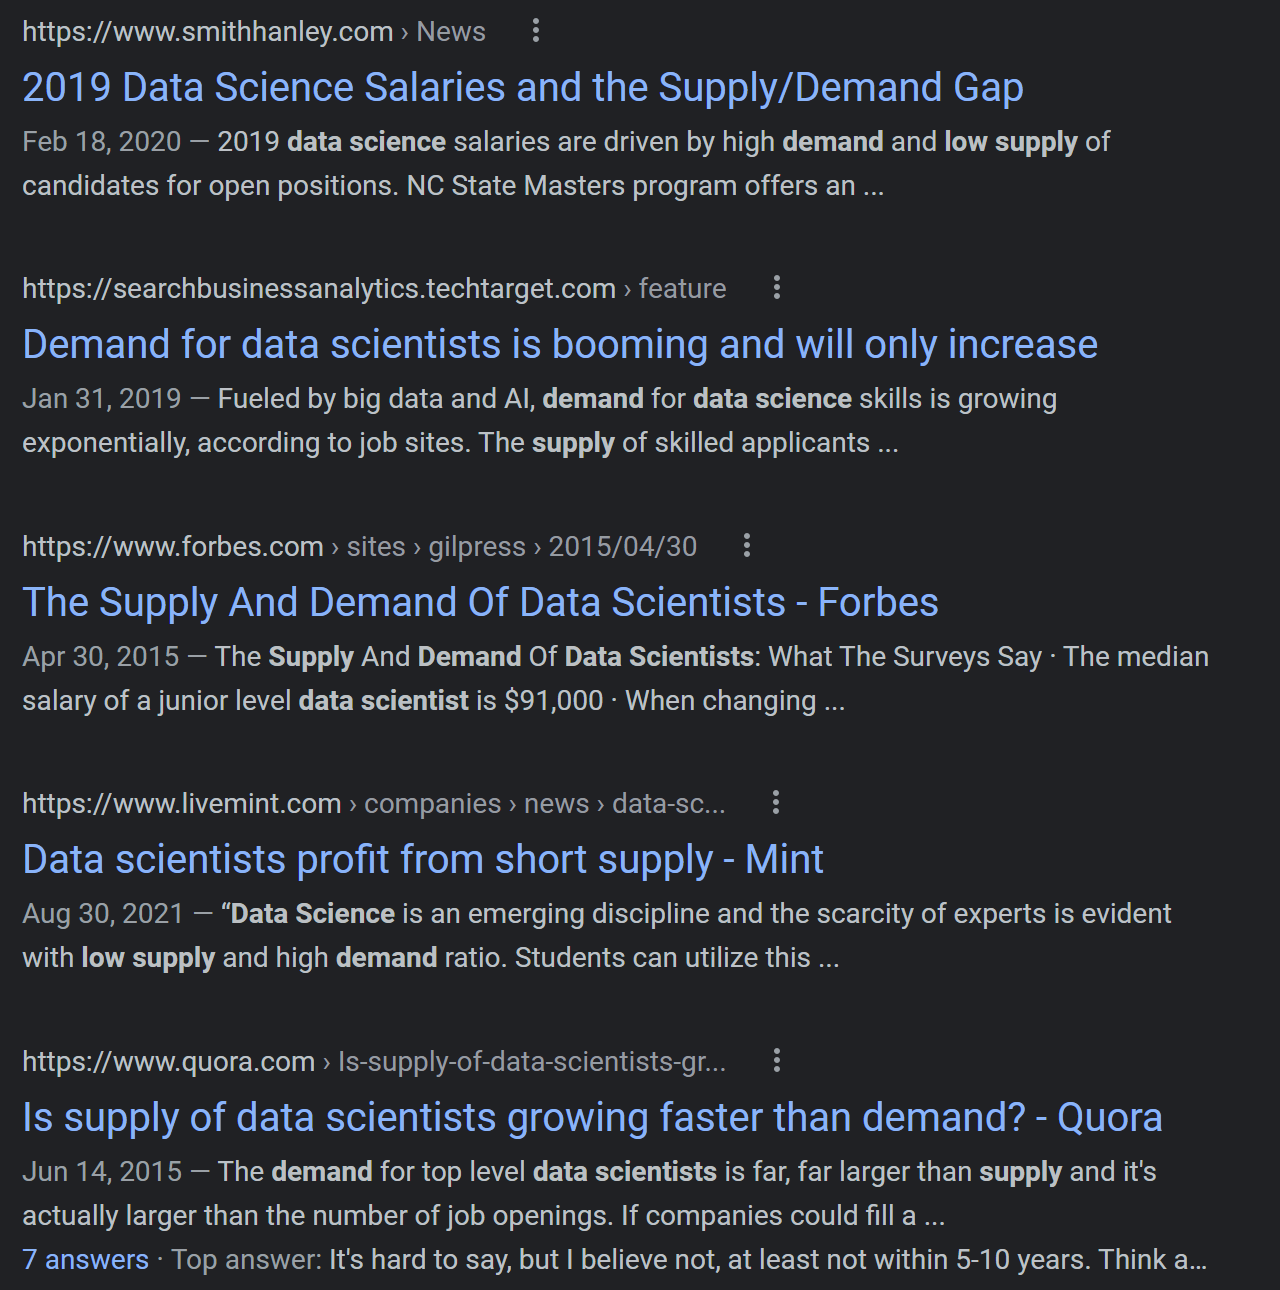 https://www.smithhanley.com › News
2019 Data Science Salaries and the Supply/Demand Gap
Feb 18, 2020 — 2019 data science salaries are driven by high demand and low supply of
candidates for open positions. NC State Masters program offers an ...
https://searchbusinessanalytics.techtarget.com › feature
Demand for data scientists is booming and will only increase
Jan 31, 2019 — Fueled by big data and AI, demand for data science skills is growing
exponentially, according to job sites. The supply of skilled applicants ...
https://www.forbes.com › sites › gilpress › 2015/04/30
The Supply And Demand Of Data Scientists - Forbes
Apr 30, 2015 — The Supply And Demand Of Data Scientists: What The Surveys Say · The median
salary of a junior level data scientist is $91,000 · When changing ...
https://www.livemint.com › companies › news › data-sc...
Data scientists profit from short supply - Mint
Aug 30, 2021 — “Data Science is an emerging discipline and the scarcity of experts is evident
with low supply and high demand ratio. Students can utilize this ...
https://www.quora.com › Is-supply-of-data-scientists-gr...
Is supply of data scientists growing faster than demand? - Quora
Jun 14, 2015 — The demand for top level data scientists is far, far larger than supply and it's
actually larger than the number of job openings. If companies could fill a ...
7 answers · Top answer: It's hard to say, but I believe not, at least not within 5-10 years. Think a...